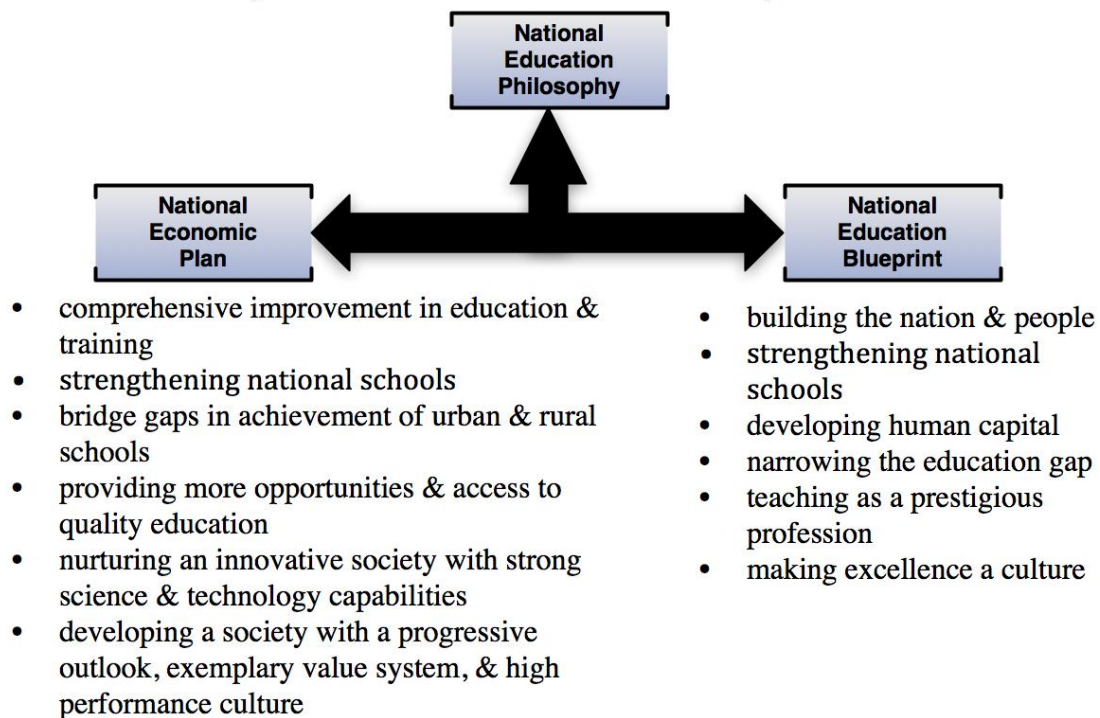 National
Education
Philosophy
National
Economic
Plan
National
Education
Blueprint
• comprehensive improvement in education &
training
• strengthening national schools
• bridge gaps in achievement of urban & rural
schools
• providing more opportunities & access to
quality education
• nurturing an innovative society with strong
science & technology capabilities
• developing a society with a progressive
outlook, exemplary value system, & high
performance culture
• building the nation & people
• strengthening national
schools
• developing human capital
• narrowing the education gap
• teaching as a prestigious
profession
• making excellence a culture